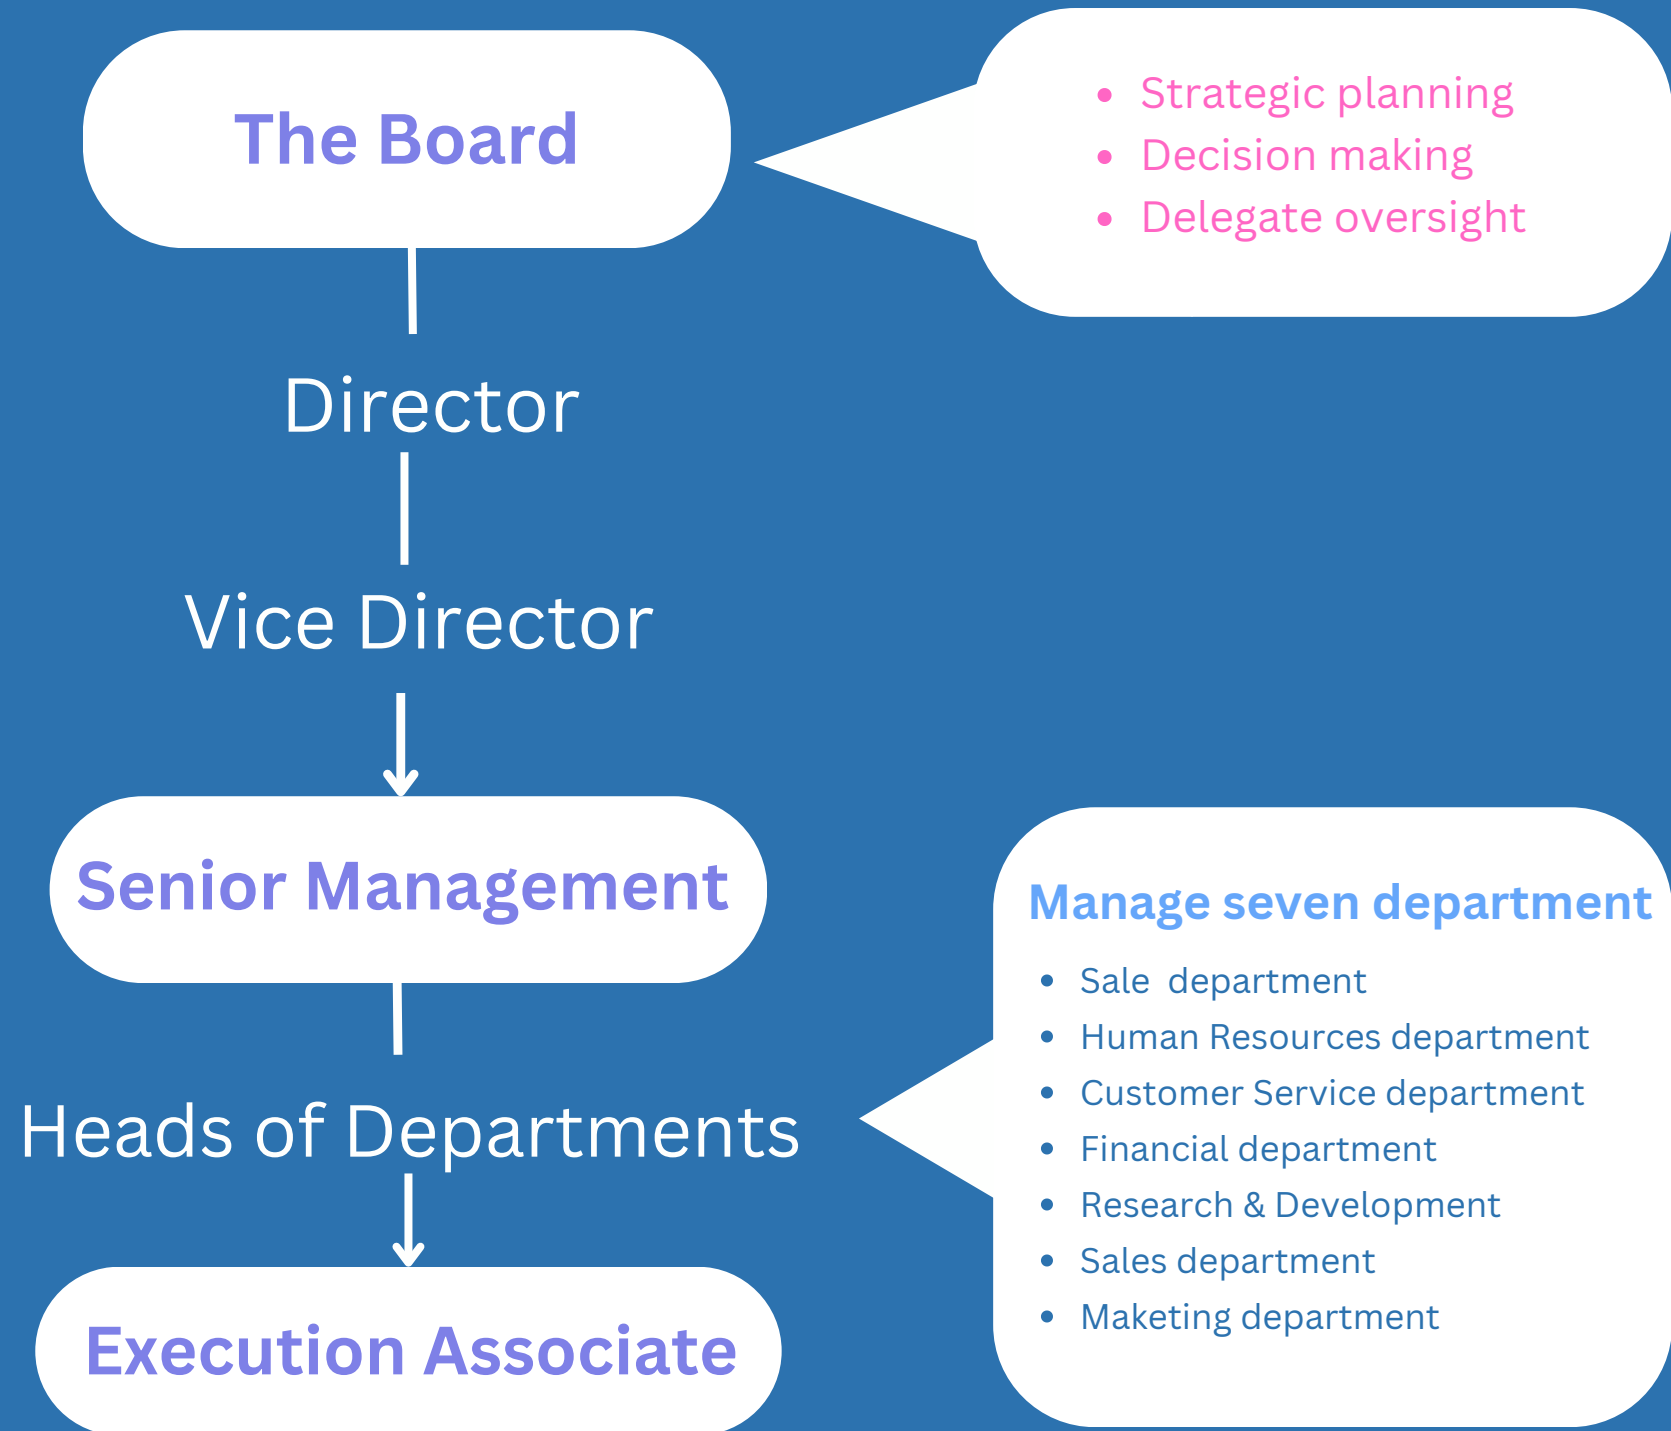 The Board
• Strategic planning
• Decision making
• Delegate oversight
Director
Vice Director
Senior Management
Heads of Departments
Manage seven department
• Sale  department
• Human Resources department
• Customer Service department
• Financial department
• Research & Development
• Sales department
• Maketing department
Execution Associate